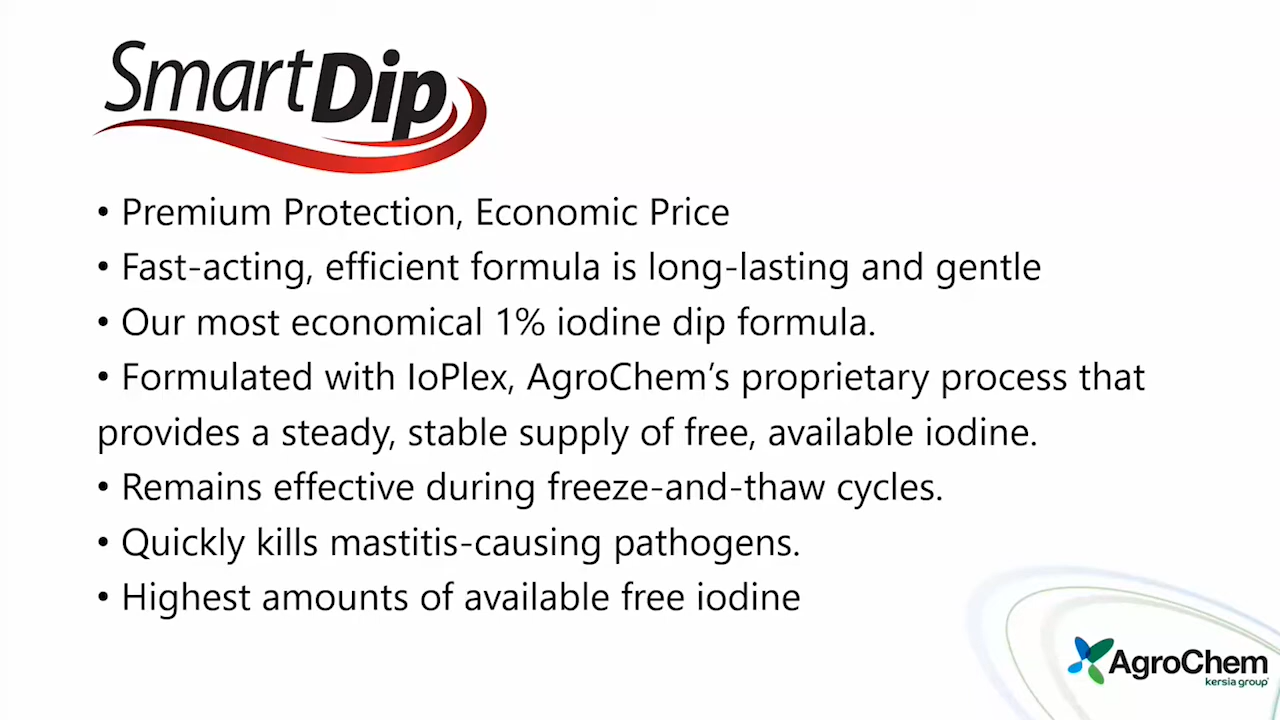 SmartDip
• Premium Protection, Economic Price
• Fast-acting, efficient formula is long-lasting and gentle
• Our most economical 1% iodine dip formula.
• Formulated with IoPlex, AgroChem’s proprietary process that
provides a steady, stable supply of free, available iodine.
• Remains effective during freeze-and-thaw cycles.
• Quickly kills mastitis-causing pathogens.
• Highest amounts of available free iodine
AgroChem
kersia group